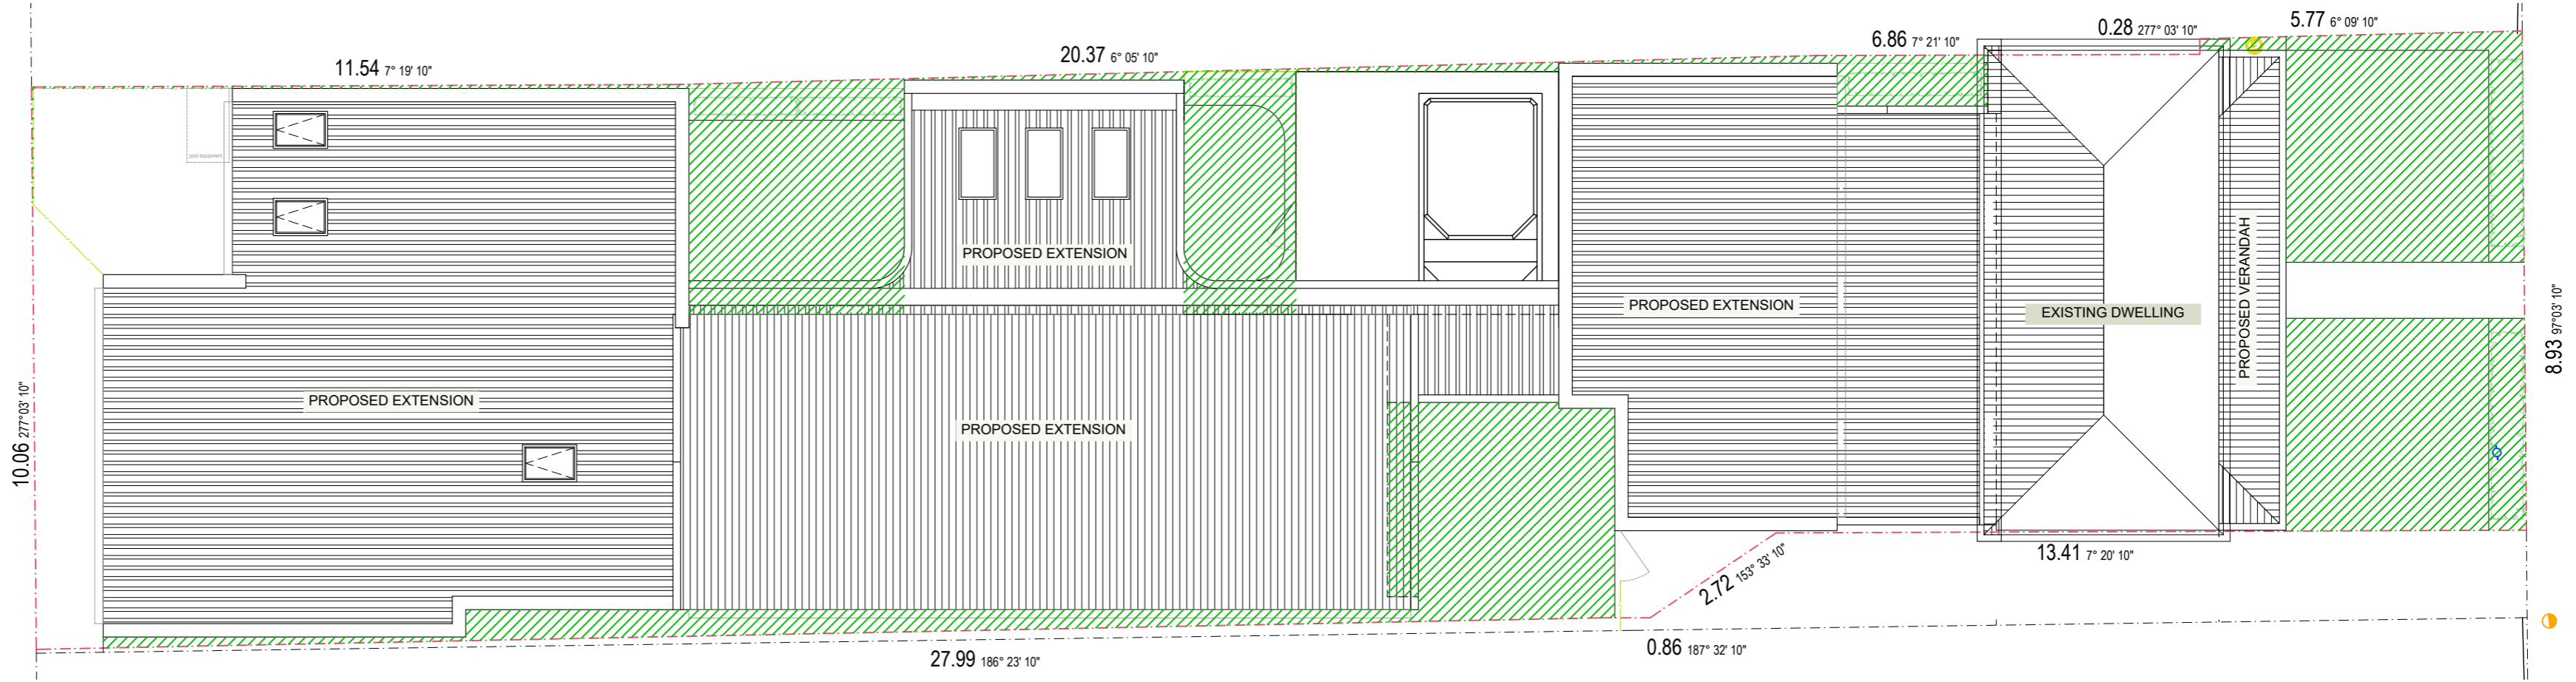 5.77 6° 09' 10"
0.28 277° 03' 10"
6.86 7° 21' 10"
20.37 6° 05' 10"
11.54 7° 19' 10"
pool equipment
PROPOSED EXTENSION
PROPOSED VERANDAH
PROPOSED EXTENSION
EXISTING DWELLING
8.93 97°03' 10"
PROPOSED EXTENSION
PROPOSED EXTENSION
10.06 277°03' 10"
13.41 7° 20' 10"
2.72 153° 33' 10"
0.86 187° 32' 10"
27.99 186° 23' 10"